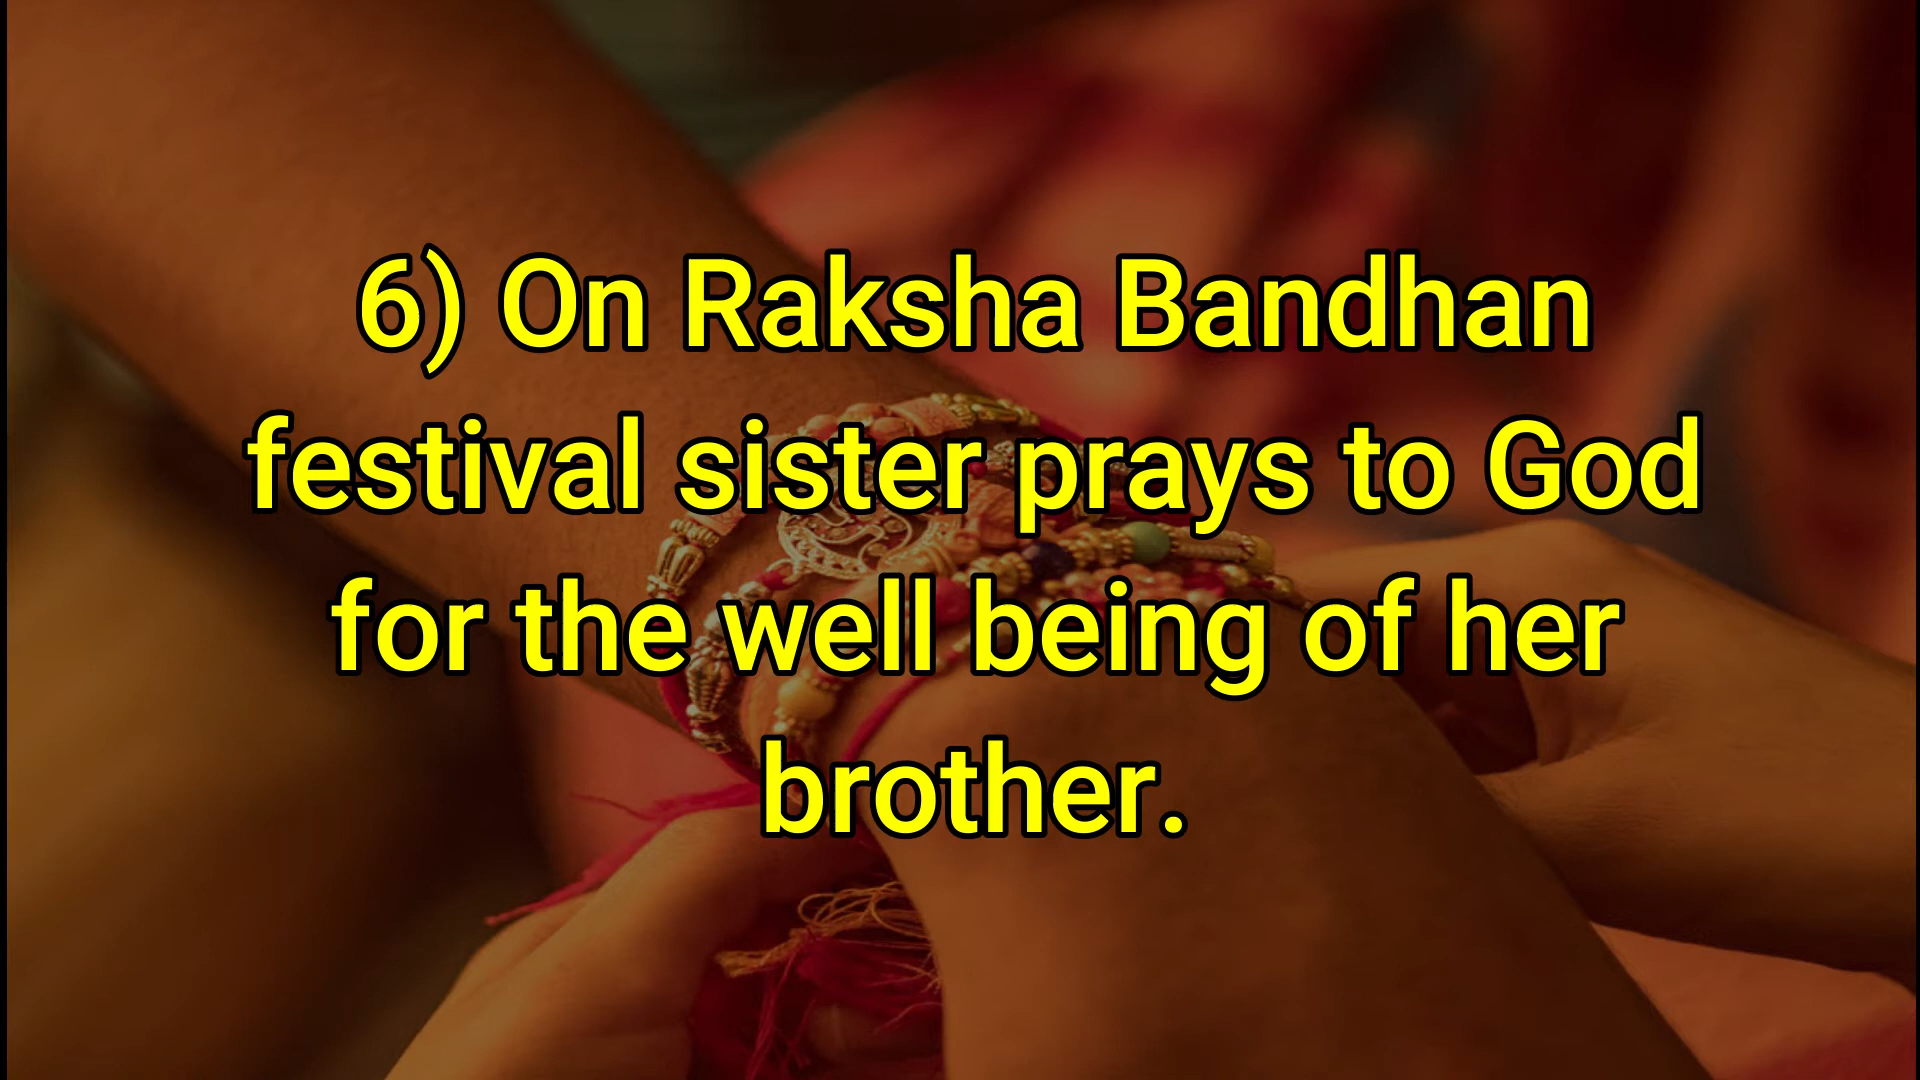 6) On Raksha Bandhan
festival sister prays to God
for the well being of her
brother.